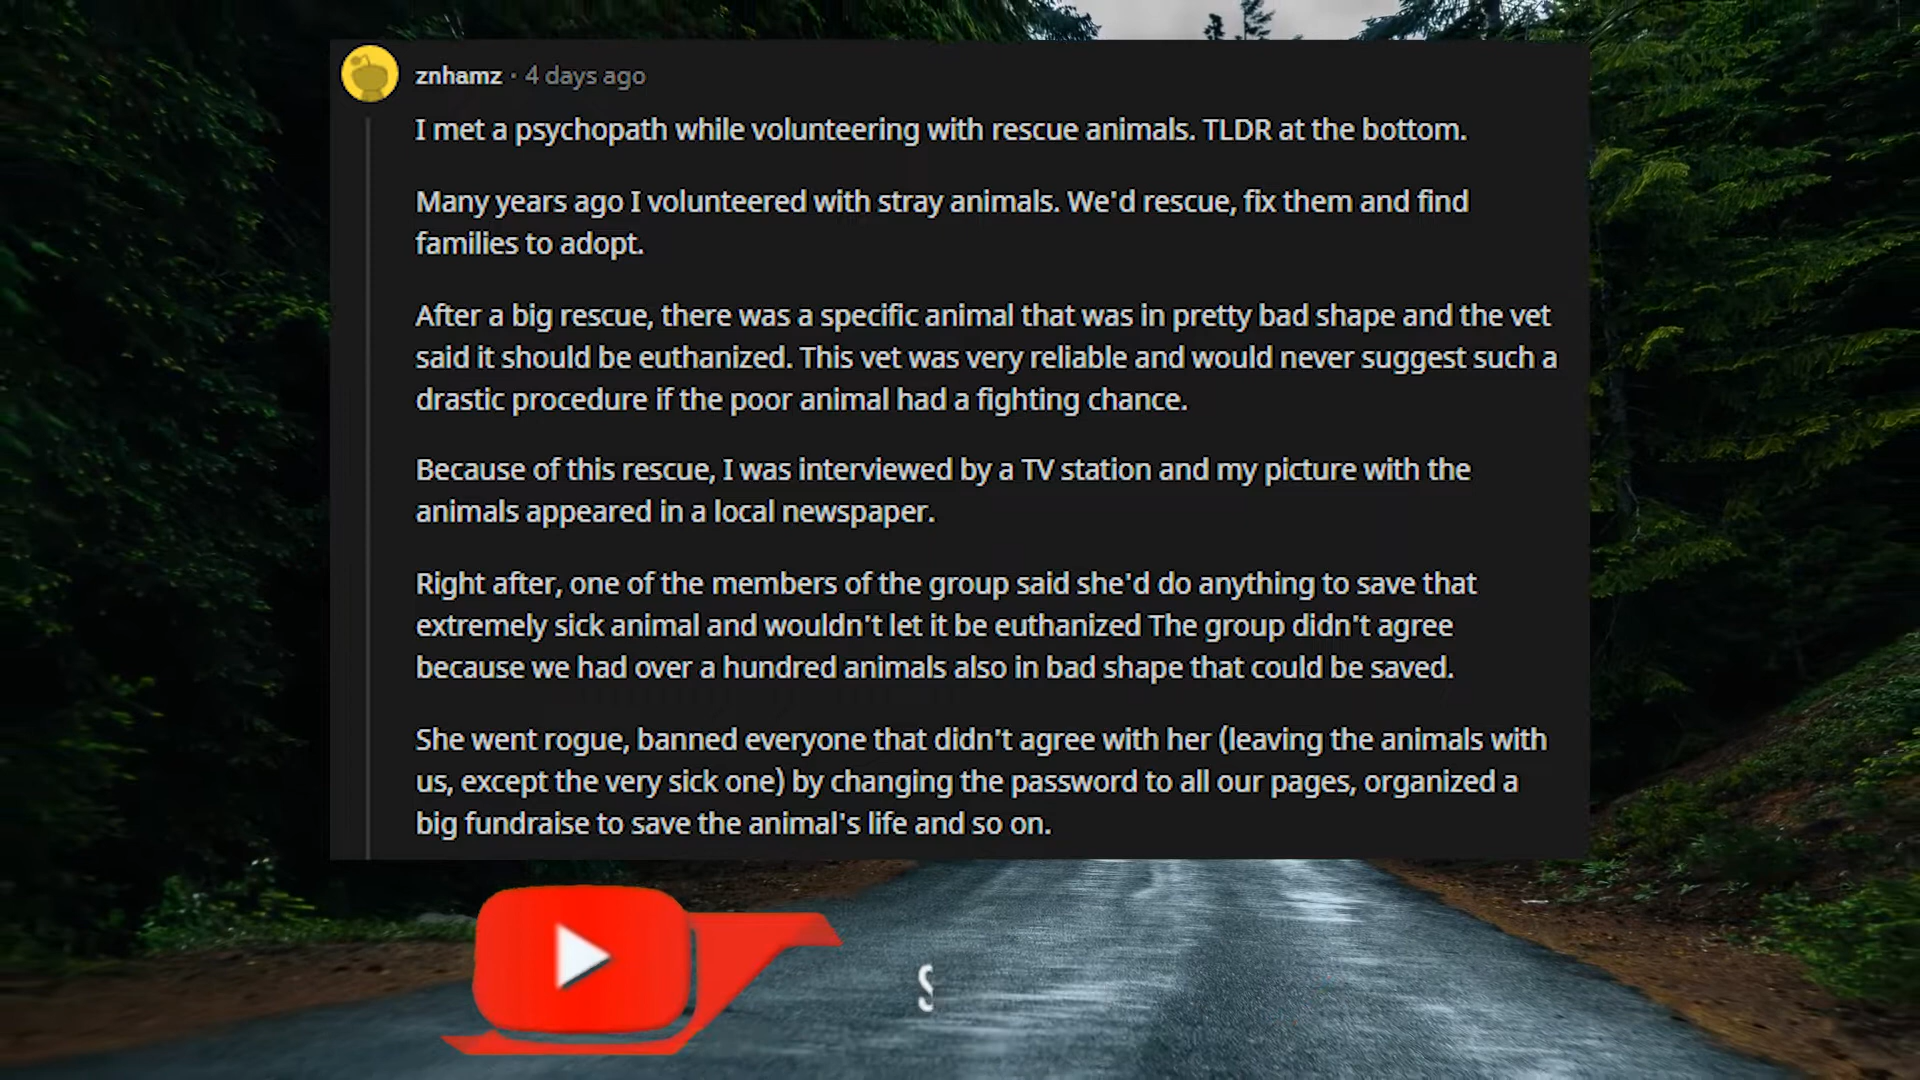 znhamz · 4 days ago
I met a psychopath while volunteering with rescue animals. TLDR at the bottom.
Many years ago I volunteered with stray animals. We'd rescue, fix them and find
families to adopt.
After a big rescue, there was a specific animal that was in pretty bad shape and the vet
said it should be euthanized. This vet was very reliable and would never suggest such a
drastic procedure if the poor animal had a fighting chance.
Because of this rescue, I was interviewed by a TV station and my picture with the
animals appeared in a local newspaper.
Right after, one of the members of the group said she'd do anything to save that
extremely sick animal and wouldn't let it be euthanized The group didn't agree
because we had over a hundred animals also in bad shape that could be saved.
She went rogue, banned everyone that didn't agree with her (leaving the animals with
us, except the very sick one) by changing the password to all our pages, organized a
big fundraise to save the animal's life and so on.
S